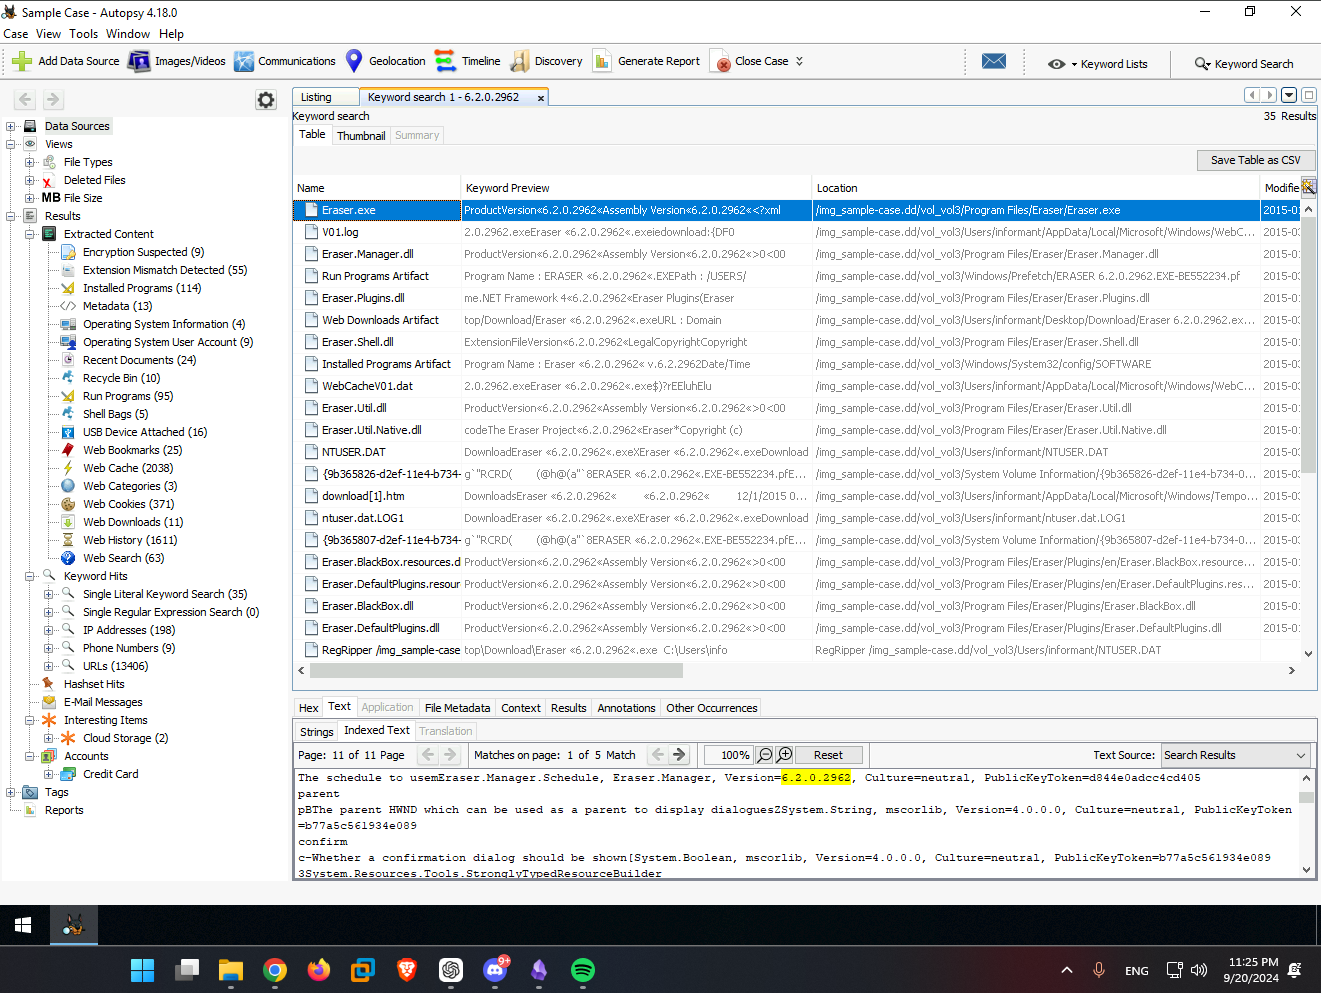 Sample Case - Autopsy 4.18.0
Case View Tools Window Help
Add Data Source Images/Videos Communications Geolocation Timeline Discovery Generate Report Close Case Keyword Lists Keyword Search
Listing Keyword search 1 - 6.2.0.2962
Keyword search 35 Results
Table Thumbnail Summary
Save Table as CSV
Data Sources
Views
File Types
Deleted Files
MB File Size
Results
Extracted Content
Encryption Suspected (9)
Extension Mismatch Detected (55)
Installed Programs (114)
Metadata (13)
Operating System Information (4)
Operating System User Account (9)
Recent Documents (24)
Recycle Bin (10)
Run Programs (95)
Shell Bags (5)
USB Device Attached (16)
Web Bookmarks (25)
Web Cache (2038)
Web Categories (3)
Web Cookies (371)
Web Downloads (11)
Web History (1611)
Web Search (63)
Keyword Hits
Single Literal Keyword Search (35)
Single Regular Expression Search (0)
IP Addresses (198)
Phone Numbers (9)
URLs (13406)
Hashset Hits
E-Mail Messages
Interesting Items
Cloud Storage (2)
Accounts
Credit Card
Tags
Reports
Name Keyword Preview Location Modifie
Eraser.exe ProductVersion«6.2.0.2962«Assembly Version«6.2.0.2962««<?xml /img_sample-case.dd/vol_vol3/Program Files/Eraser/Eraser.exe 2015-01
V01.log 2.0.2962.exeEraser «6.2.0.2962«.exeiedownload:{DF0 /img_sample-case.dd/vol_vol3/Users/informant/AppData/Local/Microsoft/Windows/WebC... 2015-03
Eraser.Manager.dll ProductVersion«6.2.0.2962«Assembly Version«6.2.0.2962«>0<00 /img_sample-case.dd/vol_vol3/Program Files/Eraser/Eraser.Manager.dll 2015-01
Run Programs Artifact Program Name : ERASER «6.2.0.2962«.EXEPath : /USERS/ /img_sample-case.dd/vol_vol3/Windows/Prefetch/ERASER 6.2.0.2962.EXE-BE552234.pf 2015-03
Eraser.Plugins.dll me.NET Framework 4«6.2.0.2962«Eraser Plugins(Eraser /img_sample-case.dd/vol_vol3/Program Files/Eraser/Eraser.Plugins.dll 2015-01
Web Downloads Artifact top/Download/Eraser «6.2.0.2962«.exeURL : Domain /img_sample-case.dd/vol_vol3/Users/informant/Desktop/Download/Eraser 6.2.0.2962.ex... 2015-03
Eraser.Shell.dll ExtensionFileVersion«6.2.0.2962«LegalCopyrightCopyright /img_sample-case.dd/vol_vol3/Program Files/Eraser/Eraser.Shell.dll 2015-01
Installed Programs Artifact Program Name : Eraser «6.2.0.2962« v.6.2.2962Date/Time /img_sample-case.dd/vol_vol3/Windows/System32/config/SOFTWARE 2015-03
WebCacheV01.dat 2.0.2962.exeEraser «6.2.0.2962«.exe$)?rEEluhElu /img_sample-case.dd/vol_vol3/Users/informant/AppData/Local/Microsoft/Windows/WebC... 2015-03
Eraser.Util.dll ProductVersion«6.2.0.2962«Assembly Version«6.2.0.2962«>0<00 /img_sample-case.dd/vol_vol3/Program Files/Eraser/Eraser.Util.dll 2015-01
Eraser.Util.Native.dll codeThe Eraser Project«6.2.0.2962«Eraser*Copyright (c) /img_sample-case.dd/vol_vol3/Program Files/Eraser/Eraser.Util.Native.dll 2015-01
NTUSER.DAT DownloadEraser «6.2.0.2962«.exeXEraser «6.2.0.2962«.exeDownload /img_sample-case.dd/vol_vol3/Users/informant/NTUSER.DAT 2015-03
{9b365826-d2ef-11e4-b734- g`"RCRD( (@h@(a"`8ERASER «6.2.0.2962«.EXE-BE552234.pfE... /img_sample-case.dd/vol_vol3/System Volume Information/{9b365826-d2ef-11e4-b734-0... 2015-03
download[1].htm DownloadsEraser «6.2.0.2962« «6.2.0.2962« 12/1/2015 0... /img_sample-case.dd/vol_vol3/Users/informant/AppData/Local/Microsoft/Windows/Tempo... 2015-03
ntuser.dat.LOG1 DownloadEraser «6.2.0.2962«.exeXEraser «6.2.0.2962«.exeDownload /img_sample-case.dd/vol_vol3/Users/informant/ntuser.dat.LOG1 2015-03
{9b365807-d2ef-11e4-b734- g`"RCRD( (@h@(a"`8ERASER «6.2.0.2962«.EXE-BE552234.pfE... /img_sample-case.dd/vol_vol3/System Volume Information/{9b365807-d2ef-11e4-b734-0... 2015-03
Eraser.BlackBox.resources.d ProductVersion«6.2.0.2962«Assembly Version«6.2.0.2962«>0<00 /img_sample-case.dd/vol_vol3/Program Files/Eraser/Plugins/en/Eraser.BlackBox.resources... 2015-01
Eraser.DefaultPlugins.resour ProductVersion«6.2.0.2962«Assembly Version«6.2.0.2962«>0<00 /img_sample-case.dd/vol_vol3/Program Files/Eraser/Plugins/en/Eraser.DefaultPlugins.res... 2015-01
Eraser.BlackBox.dll ProductVersion«6.2.0.2962«Assembly Version«6.2.0.2962«>0<00 /img_sample-case.dd/vol_vol3/Program Files/Eraser/Plugins/Eraser.BlackBox.dll 2015-01
Eraser.DefaultPlugins.dll ProductVersion«6.2.0.2962«Assembly Version«6.2.0.2962«>0<00 /img_sample-case.dd/vol_vol3/Program Files/Eraser/Plugins/Eraser.DefaultPlugins.dll 2015-01
RegRipper /img_sample-case top\Download\Eraser «6.2.0.2962«.exe C:\Users\info RegRipper /img_sample-case.dd/vol_vol3/Users/informant/NTUSER.DAT
Hex Text Application File Metadata Context Results Annotations Other Occurrences
Strings Indexed Text Translation
Page: 11 of 11 Page Matches on page: 1 of 5 Match 100% Reset Text Source: Search Results
The schedule to usemEraser.Manager.Schedule, Eraser.Manager, Version=6.2.0.2962, Culture=neutral, PublicKeyToken=d844e0adcc4cd405
parent
pBThe parent HWND which can be used as a parent to display dialoguesZSystem.String, mscorlib, Version=4.0.0.0, Culture=neutral, PublicKeyToken
=b77a5c561934e089
confirm
c-Whether a confirmation dialog should be shown[System.Boolean, mscorlib, Version=4.0.0.0, Culture=neutral, PublicKeyToken=b77a5c561934e089
3System.Resources.Tools.StronglyTypedResourceBuilder
9+
ENG
11:25 PM
9/20/2024